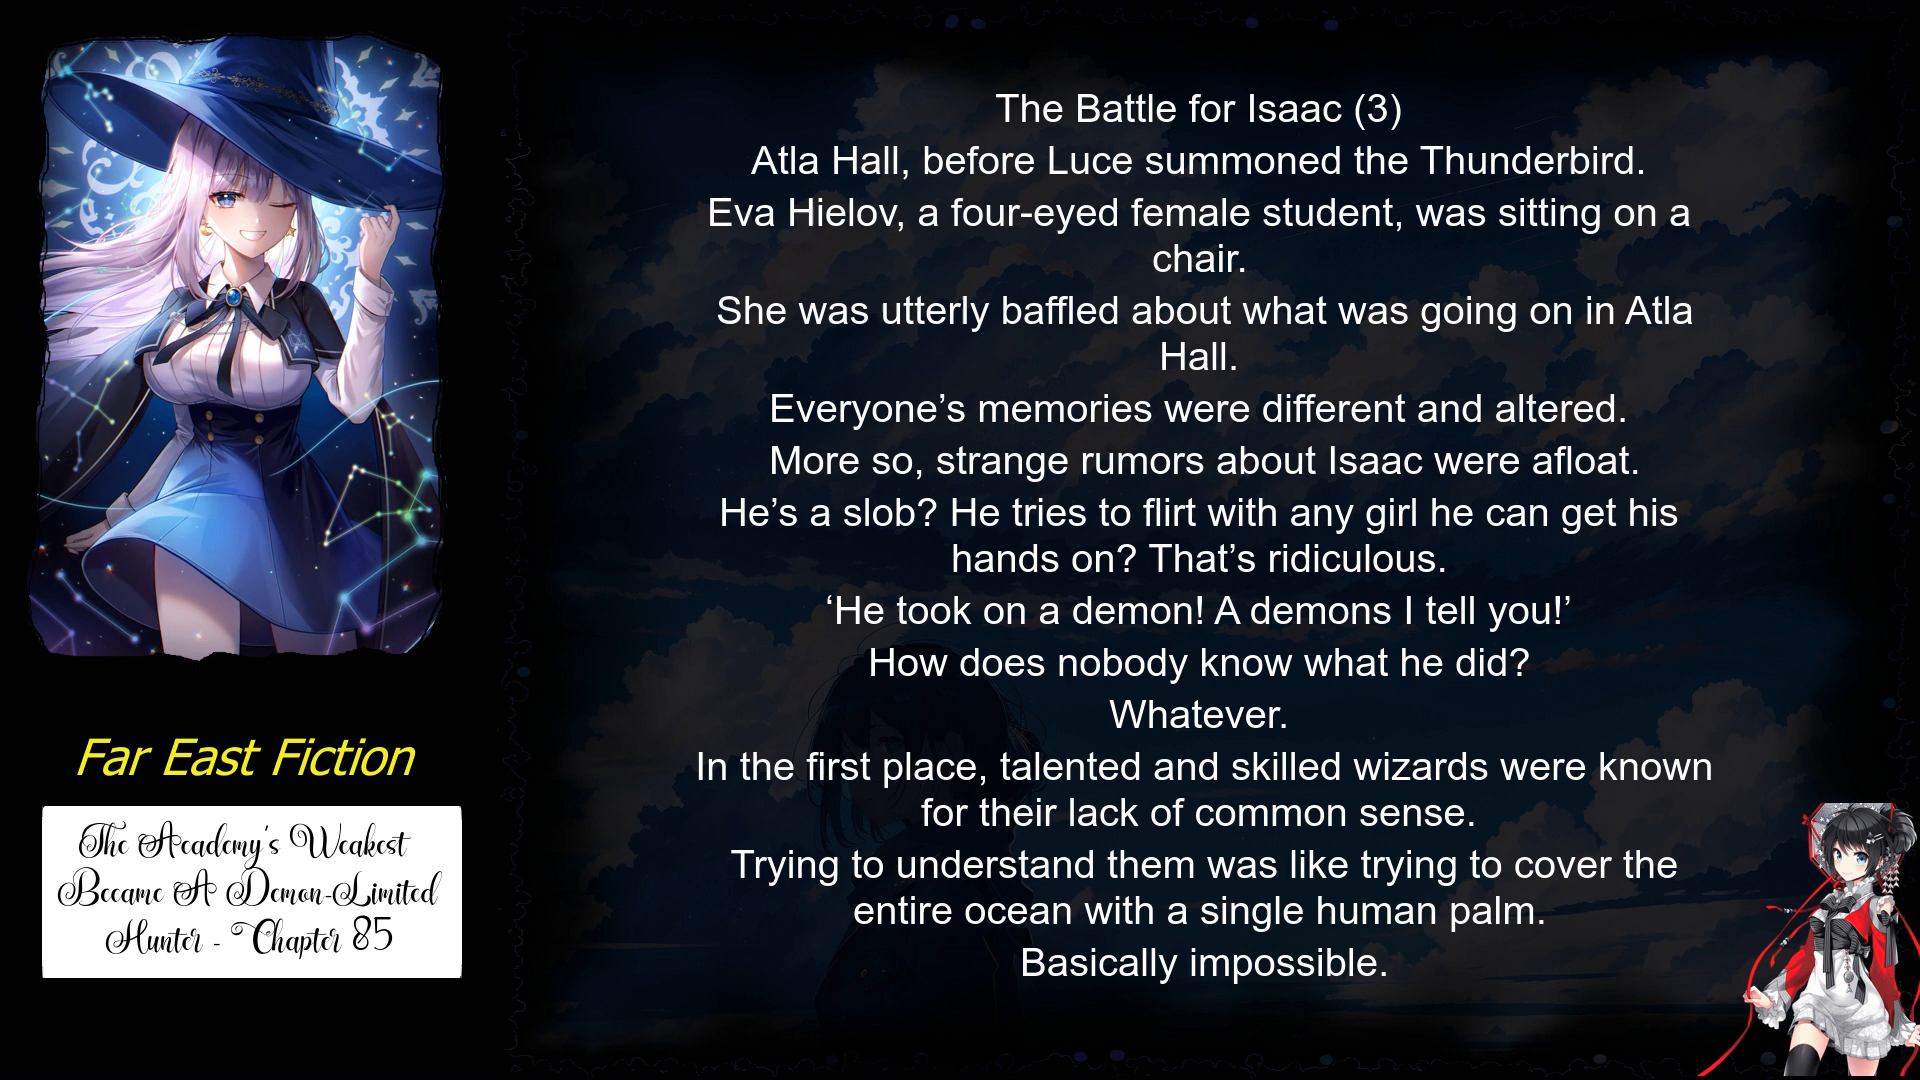 The Battle for Isaac (3)
Atla Hall, before Luce summoned the Thunderbird.
Eva Hielov, a four-eyed female student, was sitting on a
chair.
She was utterly baffled about what was going on in Atla
Hall.
Everyone’s memories were different and altered.
More so, strange rumors about Isaac were afloat.
He’s a slob? He tries to flirt with any girl he can get his
hands on? That’s ridiculous.
‘He took on a demon! A demons I tell you!’
How does nobody know what he did?
Whatever.
In the first place, talented and skilled wizards were known
for their lack of common sense.
Trying to understand them was like trying to cover the
entire ocean with a single human palm.
Basically impossible.
Far East Fiction
The Academy's Weakest
Became A Demon-Limited
Hunter - Chapter 85